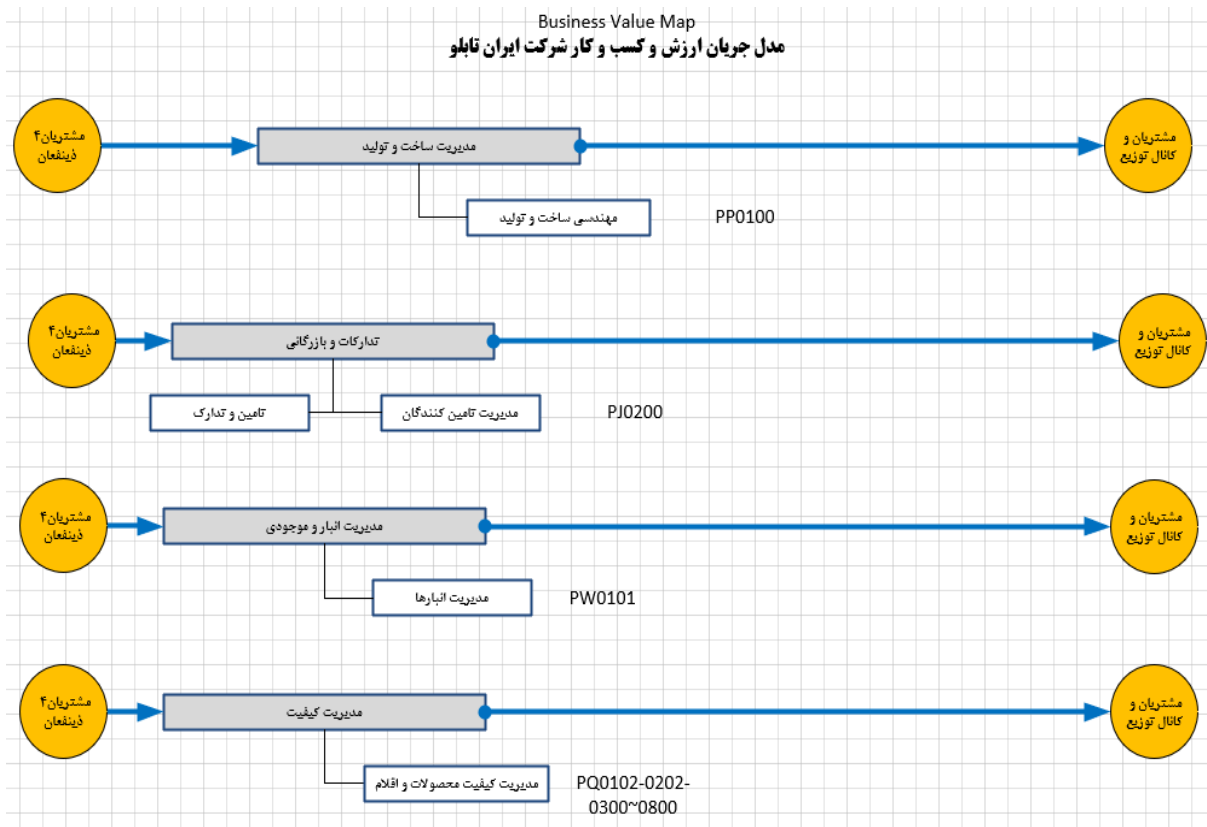 Business Value Map
مدل جریان ارزش و کسب و کار شرکت ایران تابلو
مشتریان۴
ذینفعان
مدیریت ساخت و تولید
مشتریان و
کانال توزیع
مهندسی ساخت و تولید
PP0100
مشتریان۴
ذینفعان
تدارکات و بازرگانی
مشتریان و
کانال توزیع
تامین و تدارک
مدیریت تامین کنندگان
PJ0200
مشتریان۴
ذینفعان
مدیریت انبار و موجودی
مشتریان و
کانال توزیع
مدیریت انبارها
PW0101
مشتریان۴
ذینفعان
مدیریت کیفیت
مشتریان و
کانال توزیع
مدیریت کیفیت محصولات و اقلام
PQ0102-0202-
0300~0800